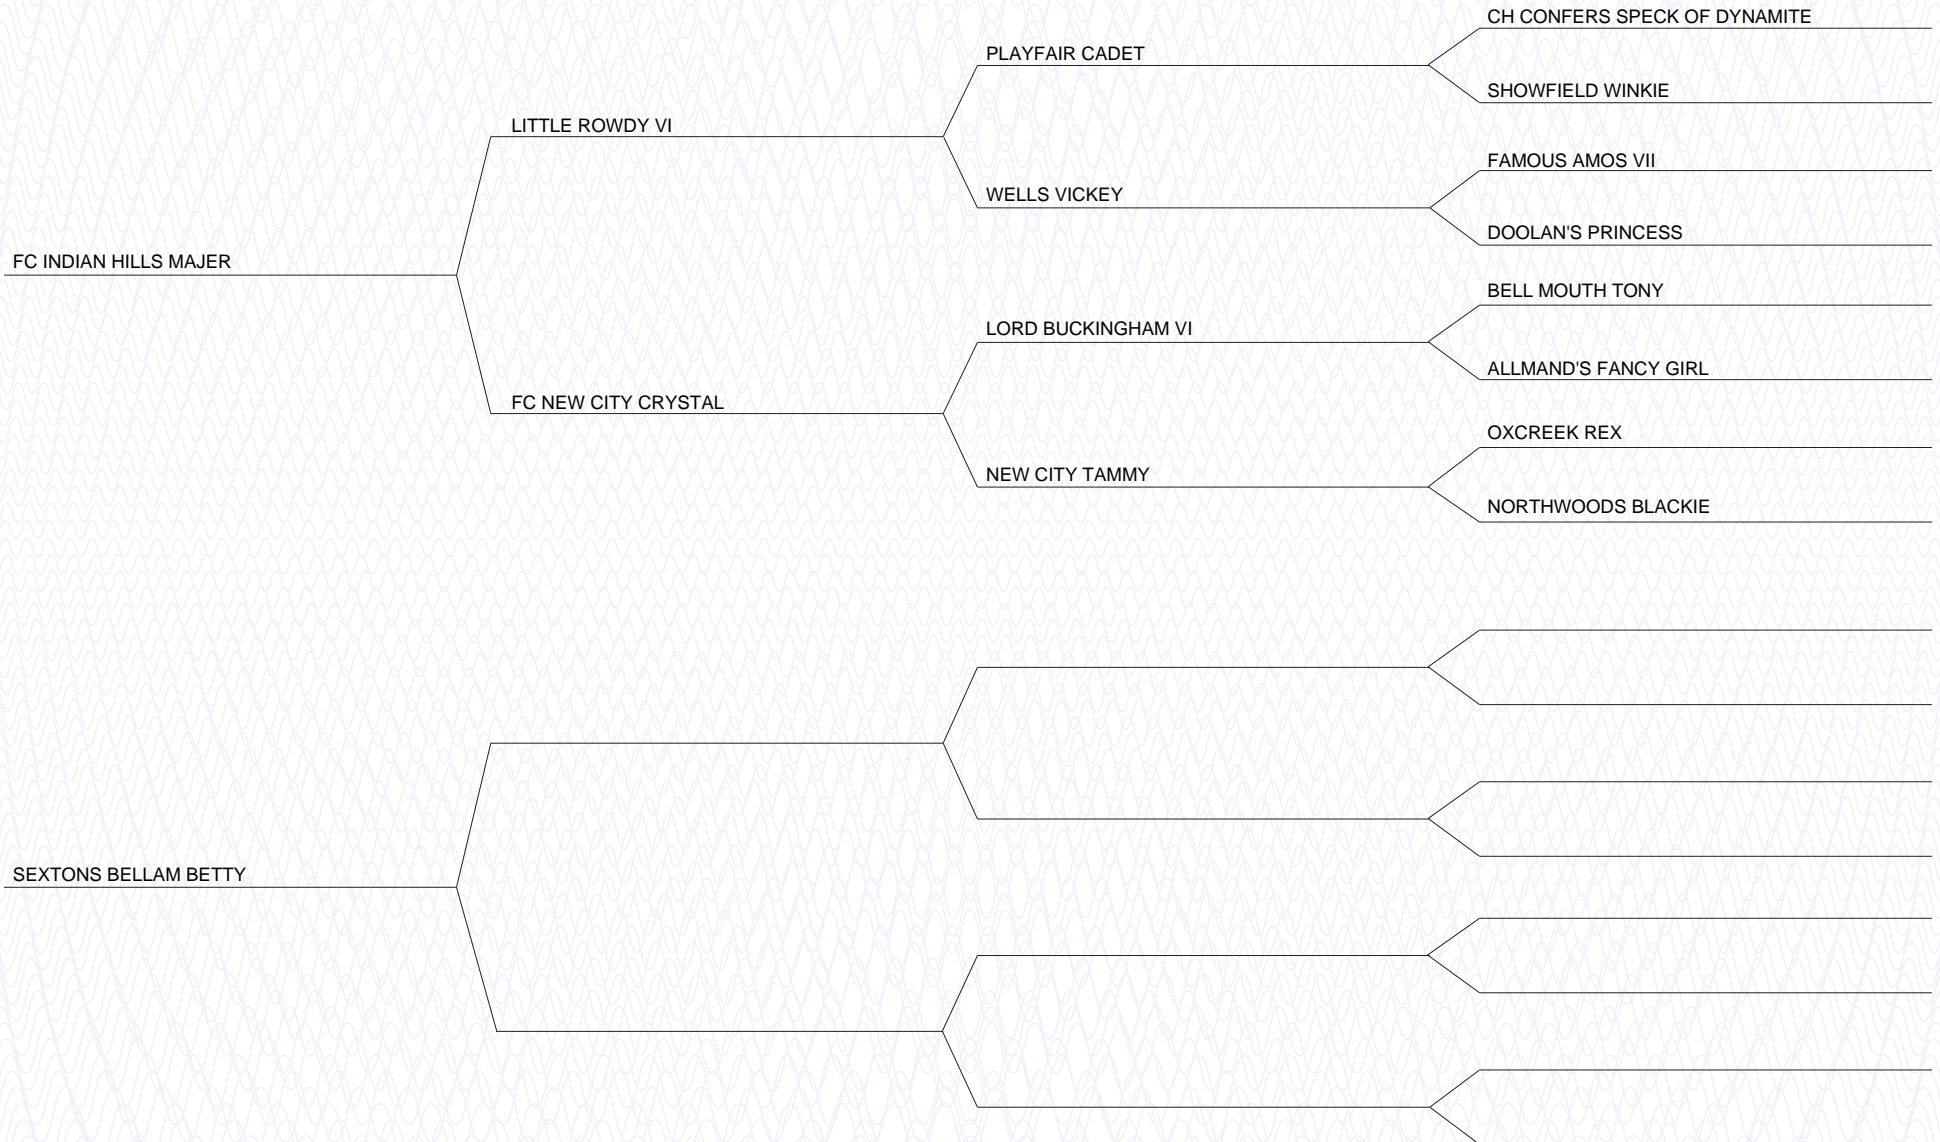 CH CONFERS SPECK OF DYNAMITE
PLAYFAIR CADET
SHOWFIELD WINKIE
LITTLE ROWDY VI
FAMOUS AMOS VII
WELLS VICKEY
DOOLAN'S PRINCESS
FC INDIAN HILLS MAJER
BELL MOUTH TONY
LORD BUCKINGHAM VI
ALLMAND'S FANCY GIRL
FC NEW CITY CRYSTAL
OXCREEK REX
NEW CITY TAMMY
NORTHWOODS BLACKIE
SEXTONS BELLAM BETTY